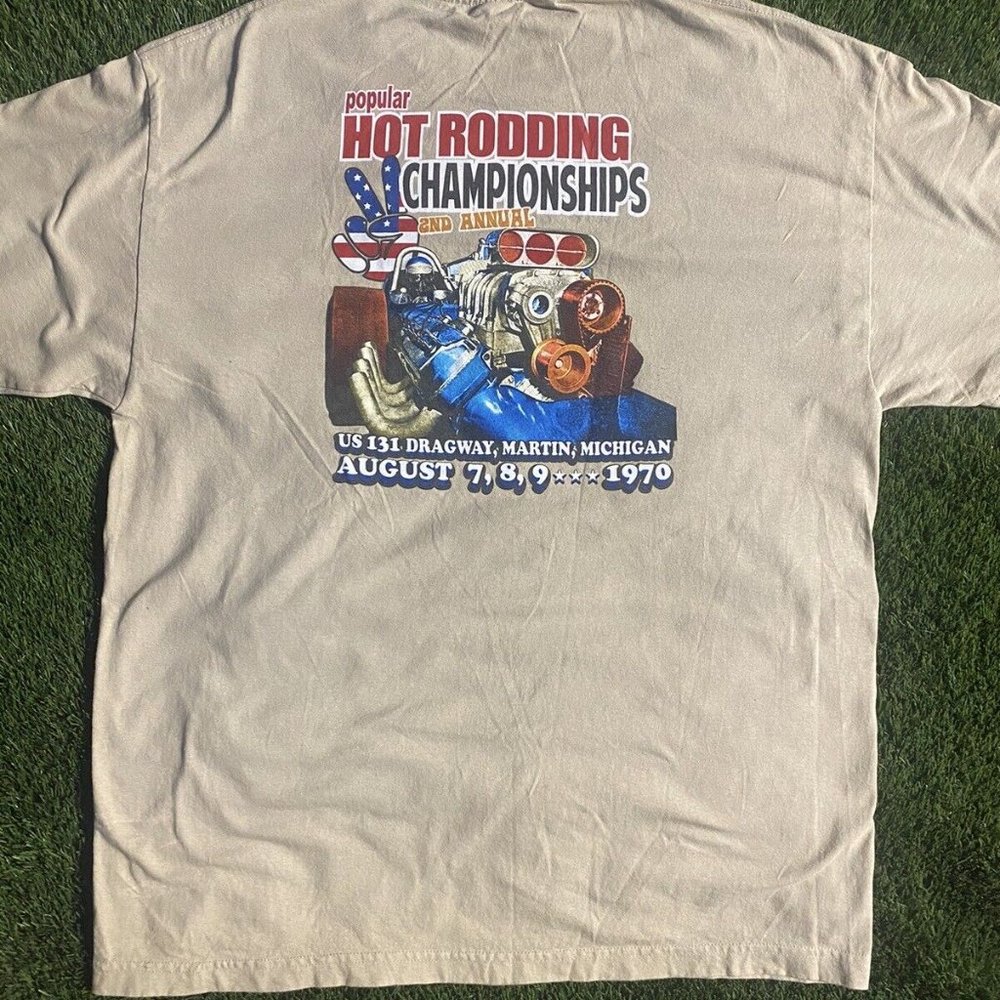 popular
HOT RODDING
CHAMPIONSHIPS
2ND ANNUAL
US 131 DRAGWAY, MARTIN, MICHIGAN
AUGUST 7, 8, 9 ★★★ 1970